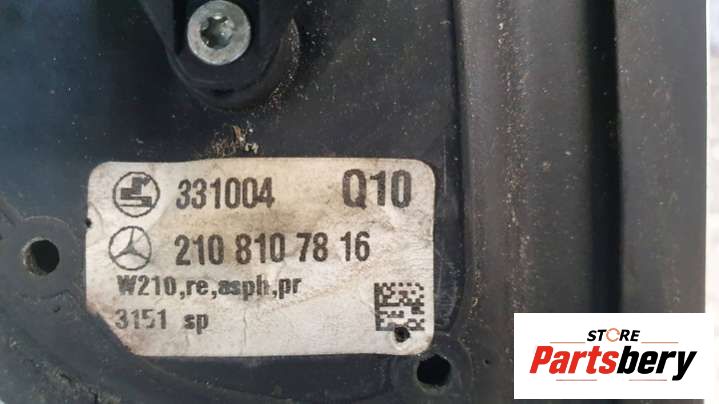 331004 Q10
210 810 78 16
W210,re,asph,pr
3151 sp
STORE
Partsbery